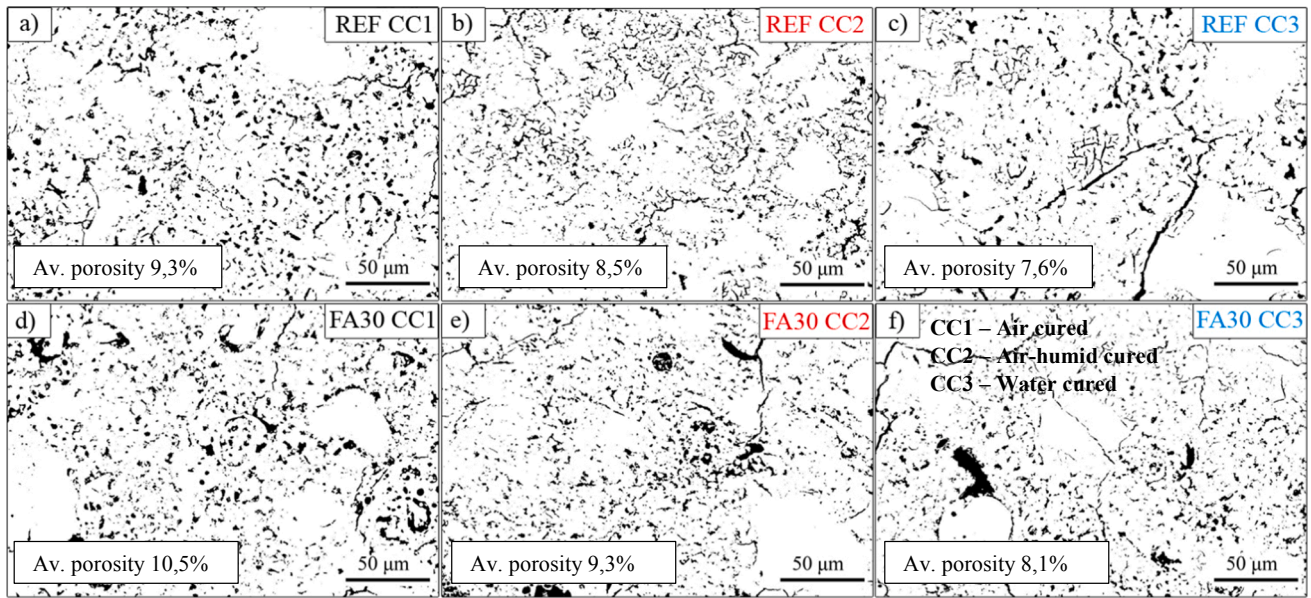 a)
REF CC1
Av. porosity 9,3%
50 µm
b)
REF CC2
Av. porosity 8,5%
50 µm
c)
REF CC3
Av. porosity 7,6%
50 µm
d)
FA30 CC1
Av. porosity 10,5%
50 µm
e)
FA30 CC2
Av. porosity 9,3%
50 µm
f)
FA30 CC3
CC1 – Air cured
CC2 – Air-humid cured
CC3 – Water cured
Av. porosity 8,1%
50 µm